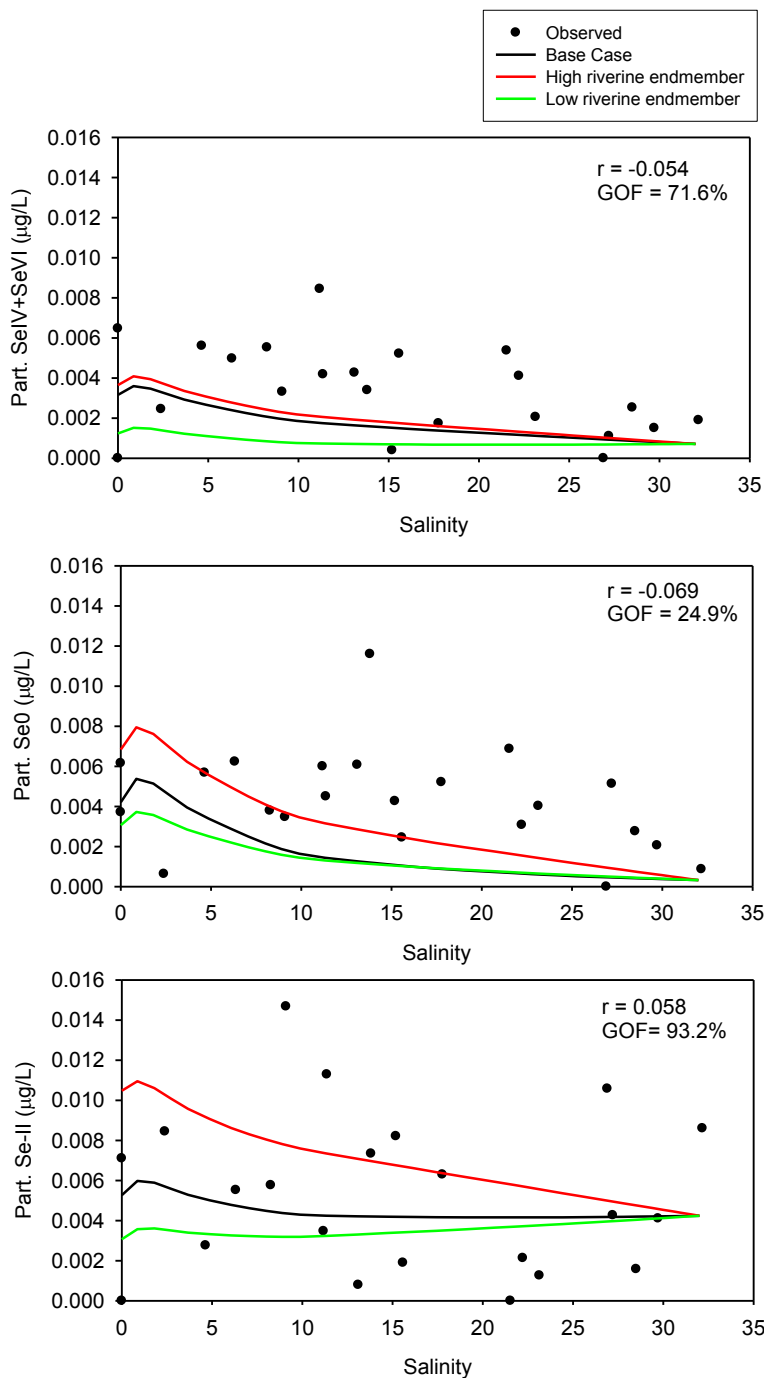 Observed
Base Case
High riverine endmember
Low riverine endmember
r = -0.054
GOF = 71.6%
Part. SeIV+SeVI (µg/L)
0.016
0.014
0.012
0.010
0.008
0.006
0.004
0.002
0.000
0 5 10 15 20 25 30 35
Salinity
r = -0.069
GOF = 24.9%
Part. Se0 (µg/L)
0.016
0.014
0.012
0.010
0.008
0.006
0.004
0.002
0.000
0 5 10 15 20 25 30 35
Salinity
r = 0.058
GOF= 93.2%
Part. Se-II (µg/L)
0.016
0.014
0.012
0.010
0.008
0.006
0.004
0.002
0.000
0 5 10 15 20 25 30 35
Salinity